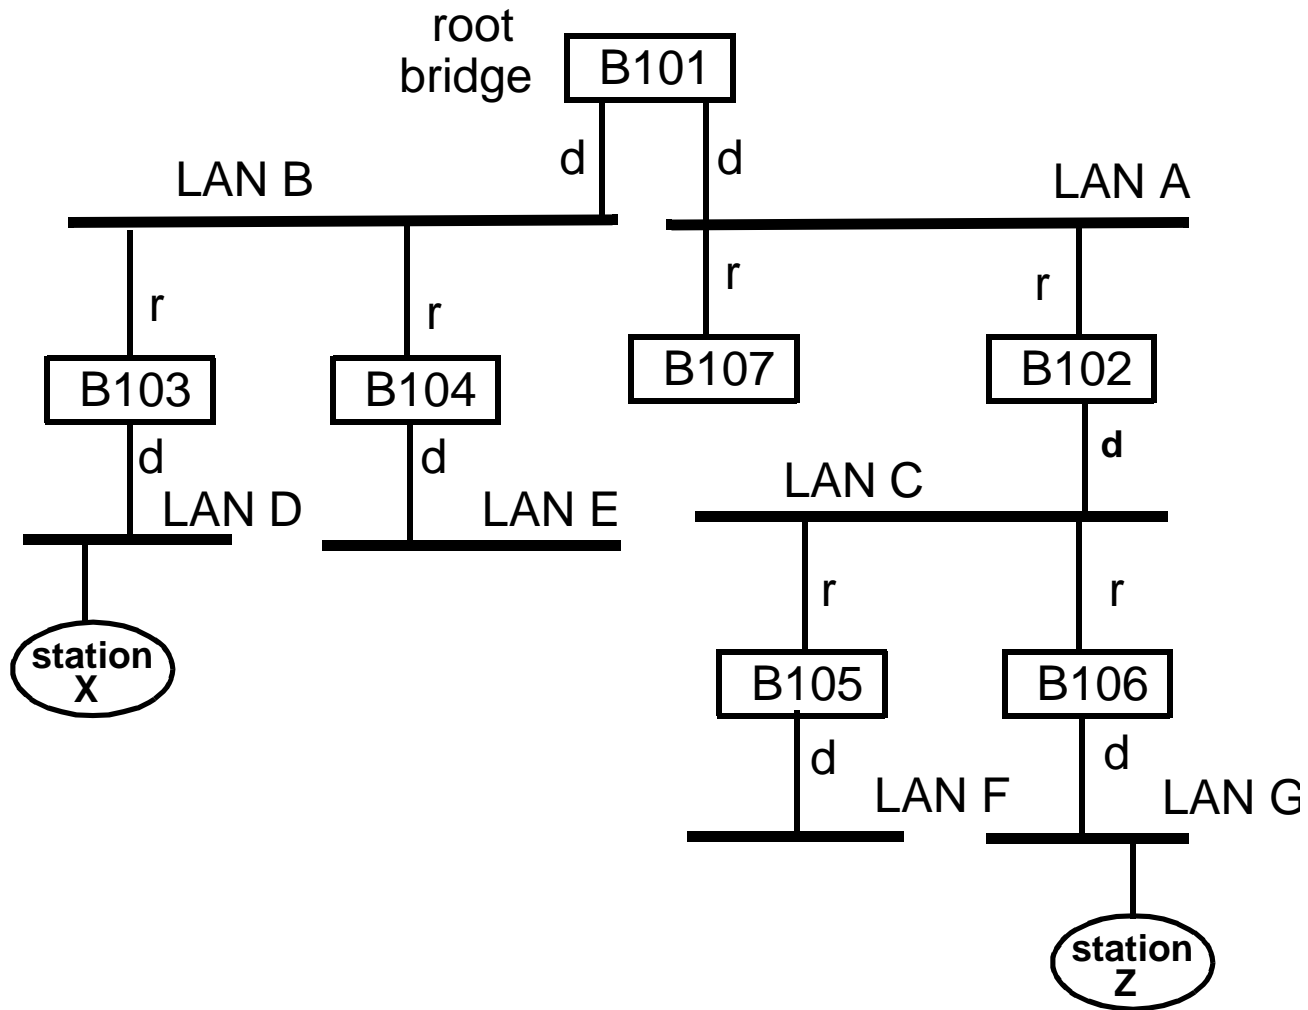 root
bridge
B101
d
d
LAN B
LAN A
r
r
r
r
B103
B104
B107
B102
d
d
d
LAN C
LAN D
LAN E
r
r
station
X
B105
B106
d
d
LAN F
LAN G
station
Z